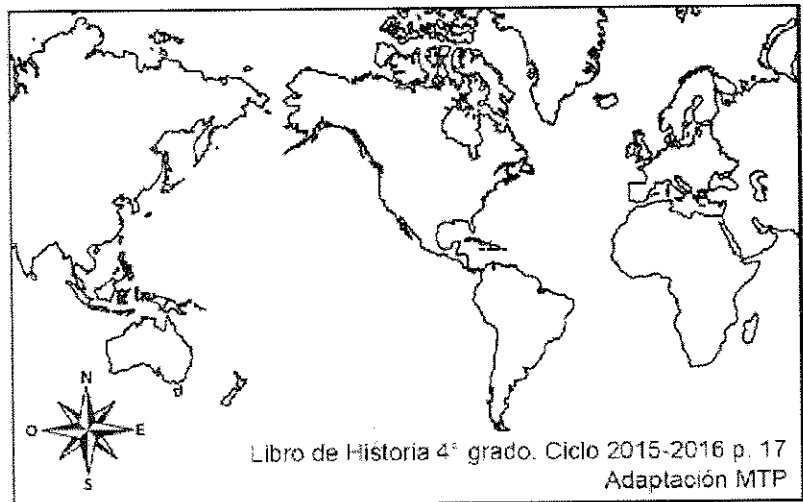 N
O E
S
Libro de Historia 4° grado. Ciclo 2015-2016 p. 17
Adaptación MTP